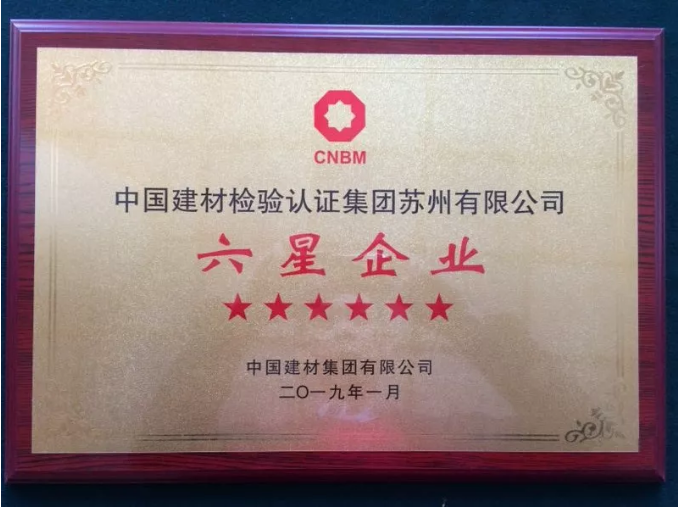 CNBM
中国建材检验认证集团苏州有限公司
六星企业
★★★★★★
中国建材集团有限公司
二〇一九年一月